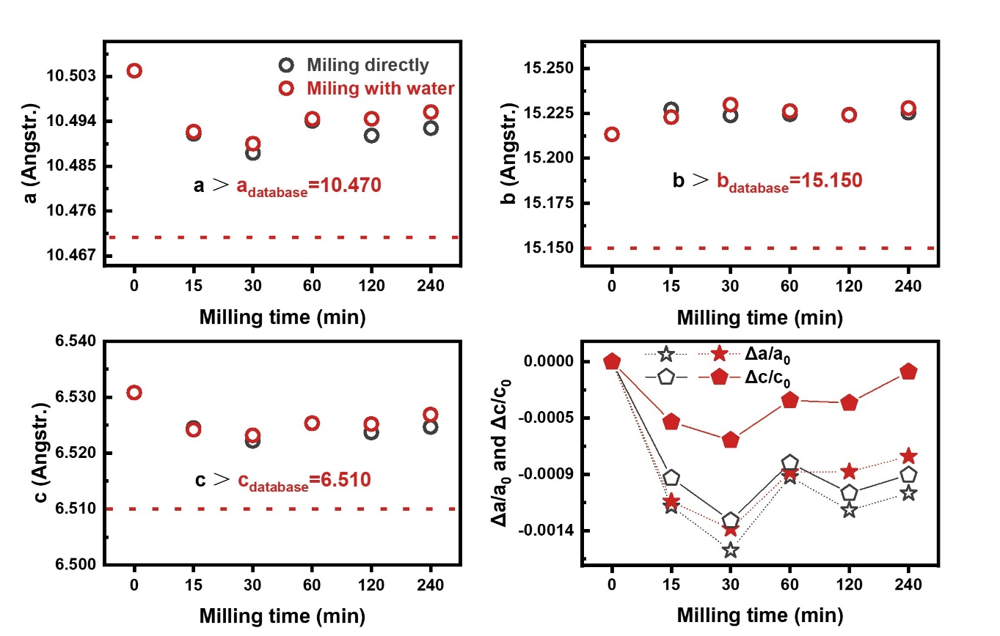 a (Angstr.)
10.503
10.494
10.485
10.476
10.467
Miling directly
Miling with water
a > a_database=10.470
0 15 30 60 120 240
Milling time (min)
b (Angstr.)
15.250
15.225
15.200
15.175
15.150
b > b_database=15.150
0 15 30 60 120 240
Milling time (min)
c (Angstr.)
6.540
6.530
6.520
6.510
6.500
c > c_database=6.510
0 15 30 60 120 240
Milling time (min)
Δa/a₀ and Δc/c₀
0.0000
-0.0005
-0.0009
-0.0014
Δa/a₀
Δc/c₀
0 15 30 60 120 240
Milling time (min)